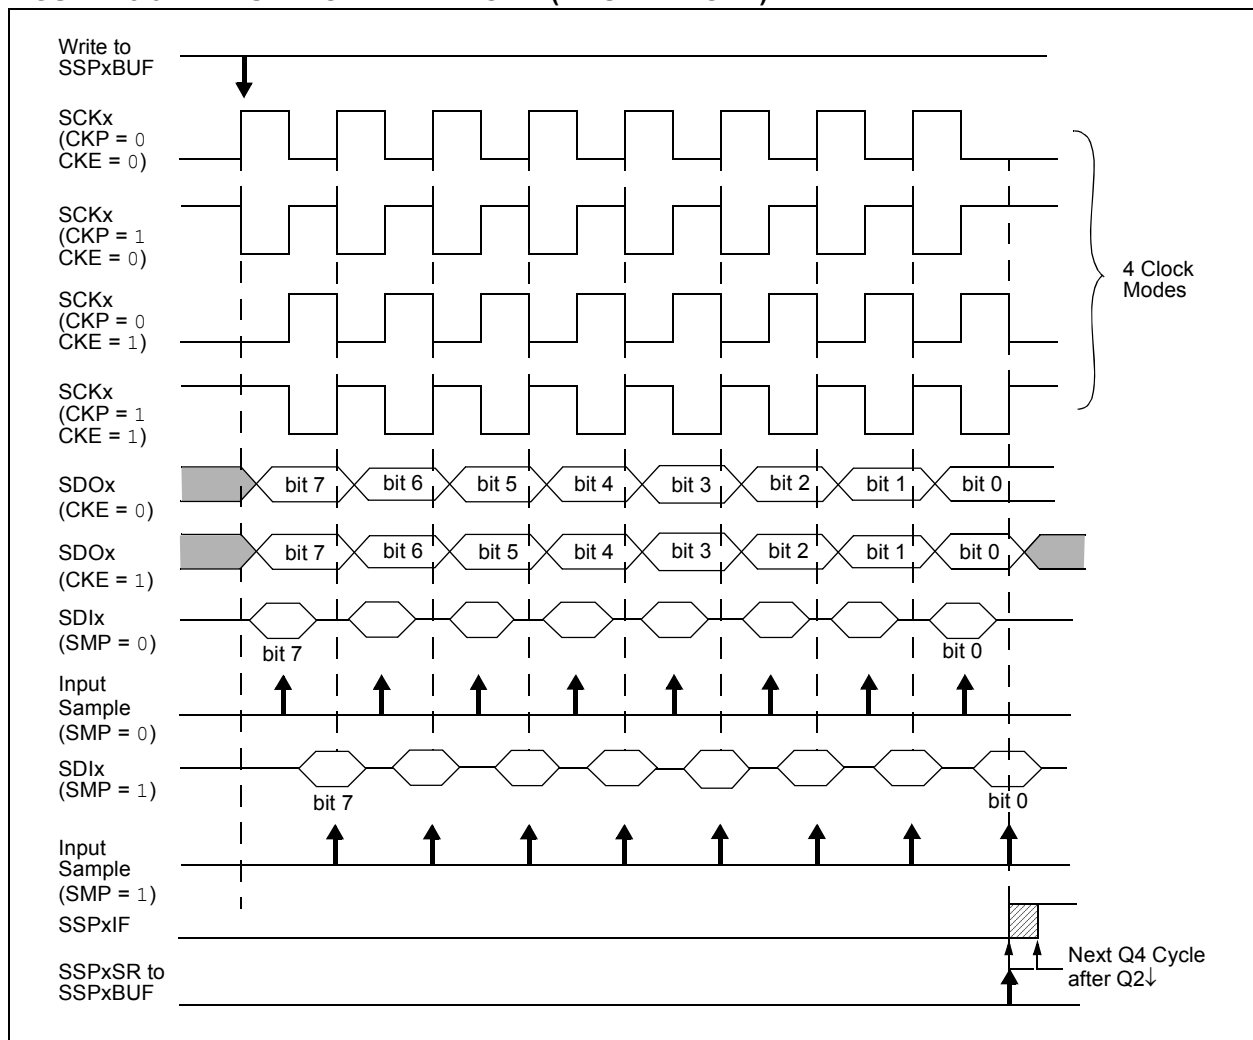 Write to
SSPxBUF
SCKx
(CKP = 0
CKE = 0)
SCKx
(CKP = 1
CKE = 0)
SCKx
(CKP = 0
CKE = 1)
SCKx
(CKP = 1
CKE = 1)
4 Clock
Modes
SDOx
(CKE = 0)
bit 7 bit 6 bit 5 bit 4 bit 3 bit 2 bit 1 bit 0
SDOx
(CKE = 1)
bit 7 bit 6 bit 5 bit 4 bit 3 bit 2 bit 1 bit 0
SDIx
(SMP = 0)
bit 7 bit 0
Input
Sample
(SMP = 0)
SDIx
(SMP = 1)
bit 7 bit 0
Input
Sample
(SMP = 1)
SSPxIF
SSPxSR to
SSPxBUF
Next Q4 Cycle
after Q2↓